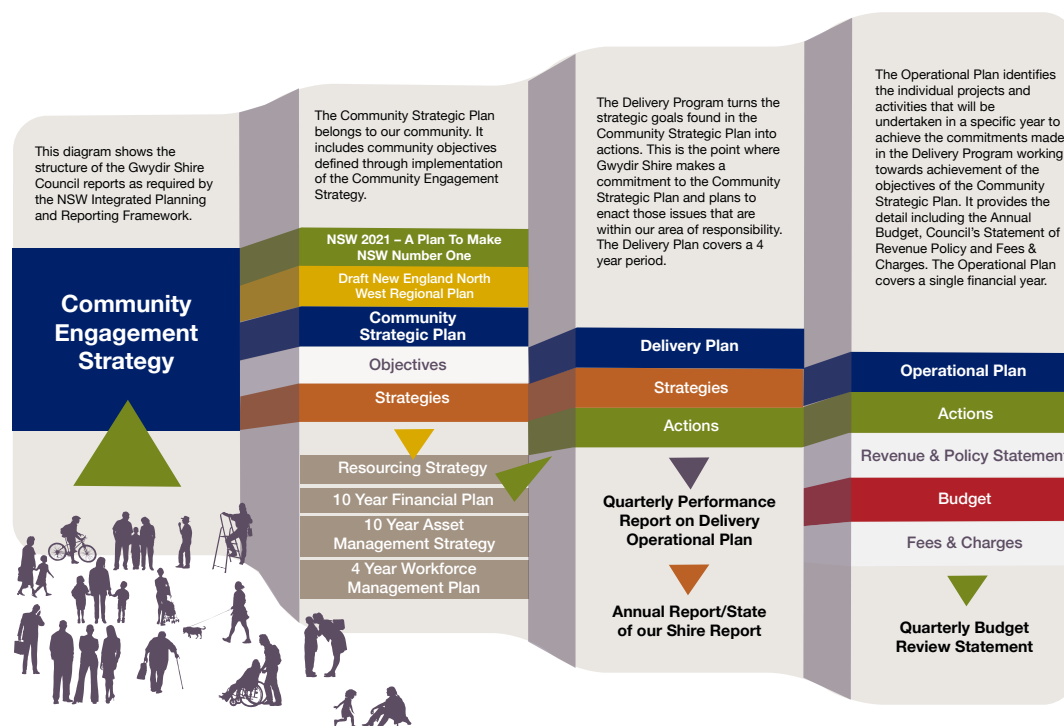 This diagram shows the
structure of the Gwydir Shire
Council reports as required by
the NSW Integrated Planning
and Reporting Framework.
Community
Engagement
Strategy
The Community Strategic Plan
belongs to our community. It
includes community objectives
defined through implementation
of the Community Engagement
Strategy.
NSW 2021 – A Plan To Make
NSW Number One
Draft New England North
West Regional Plan
Community
Strategic Plan
Objectives
Strategies
Resourcing Strategy
10 Year Financial Plan
10 Year Asset
Management Strategy
4 Year Workforce
Management Plan
The Delivery Program turns the
strategic goals found in the
Community Strategic Plan into
actions. This is the point where
Gwydir Shire makes a
commitment to the Community
Strategic Plan and plans to
enact those issues that are
within our area of responsibility.
The Delivery Plan covers a 4
year period.
Delivery Plan
Strategies
Actions
Quarterly Performance
Report on Delivery
Operational Plan
Annual Report/State
of our Shire Report
The Operational Plan identifies
the individual projects and
activities that will be
undertaken in a specific year to
achieve the commitments made
in the Delivery Program working
towards achievement of the
objectives of the Community
Strategic Plan. It provides the
detail including the Annual
Budget, Council's Statement of
Revenue Policy and Fees &
Charges. The Operational Plan
covers a single financial year.
Operational Plan
Actions
Revenue & Policy Statement
Budget
Fees & Charges
Quarterly Budget
Review Statement